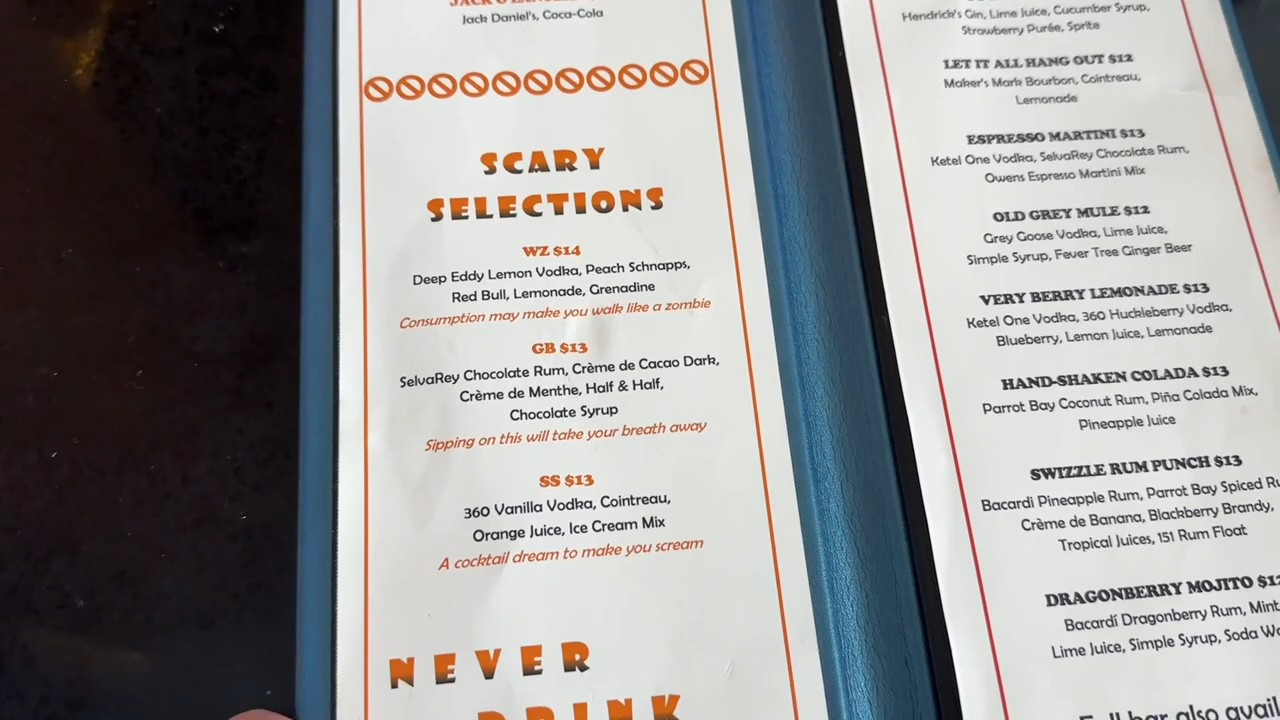 Jack Daniel's, Coca-Cola
SCARY
SELECTIONS
WZ $14
Deep Eddy Lemon Vodka, Peach Schnapps,
Red Bull, Lemonade, Grenadine
Consumption may make you walk like a zombie
GB $13
SelvaRey Chocolate Rum, Crème de Cacao Dark,
Crème de Menthe, Half & Half,
Chocolate Syrup
Sipping on this will take your breath away
SS $13
360 Vanilla Vodka, Cointreau,
Orange Juice, Ice Cream Mix
A cocktail dream to make you scream
NEVER
DRINK
Hendrick's Gin, Lime Juice, Cucumber Syrup,
Strawberry Purée, Sprite
LET IT ALL HANG OUT $12
Maker's Mark Bourbon, Cointreau,
Lemonade
ESPRESSO MARTINI $13
Ketel One Vodka, SelvaRey Chocolate Rum,
Owens Espresso Martini Mix
OLD GREY MULE $12
Grey Goose Vodka, Lime Juice,
Simple Syrup, Fever Tree Ginger Beer
VERY BERRY LEMONADE $13
Ketel One Vodka, 360 Huckleberry Vodka,
Blueberry, Lemon Juice, Lemonade
HAND-SHAKEN COLADA $13
Parrot Bay Coconut Rum, Piña Colada Mix,
Pineapple Juice
SWIZZLE RUM PUNCH $13
Bacardi Pineapple Rum, Parrot Bay Spiced
Crème de Banana, Blackberry Brandy,
Tropical Juices, 151 Rum Float
DRAGONBERRY MOJITO
Bacardí Dragonberry Rum, Mint
Lime Juice, Simple Syrup, Soda
Full bar also